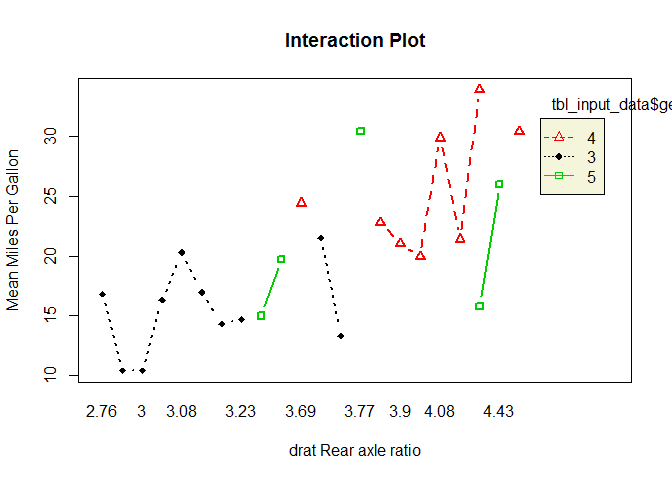 Interaction Plot
Mean Miles Per Gallon
30
25
20
15
10
tbl_input_data$ge
4
3
5
2.76 3 3.08 3.23 3.69 3.77 3.9 4.08 4.43
drat Rear axle ratio